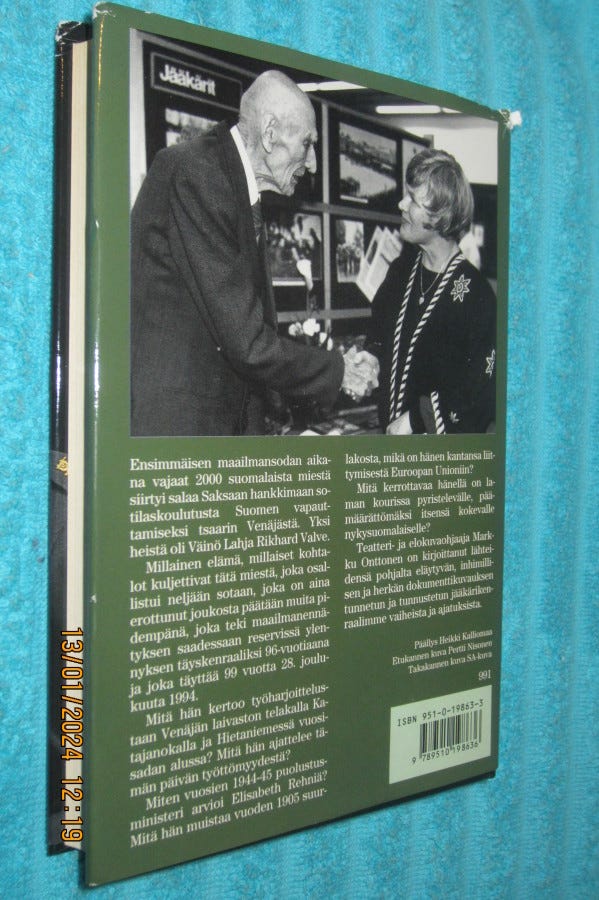 Jääkärit
Ensimmäisen maailmansodan aika-
na vajaat 2000 suomalaista miestä
siirtyi salaa Saksaan hankkimaan so-
tilaskoulutusta Suomen vapaut-
tamiseksi tsaarin Venäjästä. Yksi
heistä oli Väinö Lahja Rikhard Valve.
Millainen elämä, millaiset kohta-
lot kuljettivat tätä miestä, joka osal-
listui neljään sotaan, joka on aina
erottunut joukosta päätään muita pi-
dempänä, joka teki maailmanennä-
tyksen saadessaan reservissä ylen-
nyksen täyskenraaliksi 96-vuotiaana
ja joka täyttää 99 vuotta 28. joulu-
kuuta 1994.
Mitä hän kertoo työharjoittelus-
taan Venäjän laivaston telakalla Ka-
tajanokalla ja Hietaniemessä vuosi-
sadan alussa? Mitä hän ajattelee tä-
män päivän työttömyydestä?
Miten vuosien 1944-45 puolustus-
ministeri arvioi Elisabeth Rehniä?
Mitä hän muistaa vuoden 1905 suur-
lakosta, mikä on hänen kantansa liit-
tymisestä Euroopan Unioniin?
Mitä kerrottavaa hänellä on la-
man kourissa pyristelevälle, pää-
määrättömäksi itsensä kokevalle
nykysuomalaiselle?
Teatteri- ja elokuvaohjaaja Mark-
ku Onttonen on kirjoittanut lähtei-
densä pohjalta eläytyvän, inhimilli-
sen ja herkän dokumenttikuvauksen
tunnetun ja tunnustetun jääkäriken-
raalimme vaiheista ja ajatuksista.
Päällys Heikki Kalliomaa
Etukannen kuva Pertti Nisonen
Takakannen kuva SA-kuva
991
ISBN 951-0-19863-3
9 789510 198636
13/01/2024 12:19